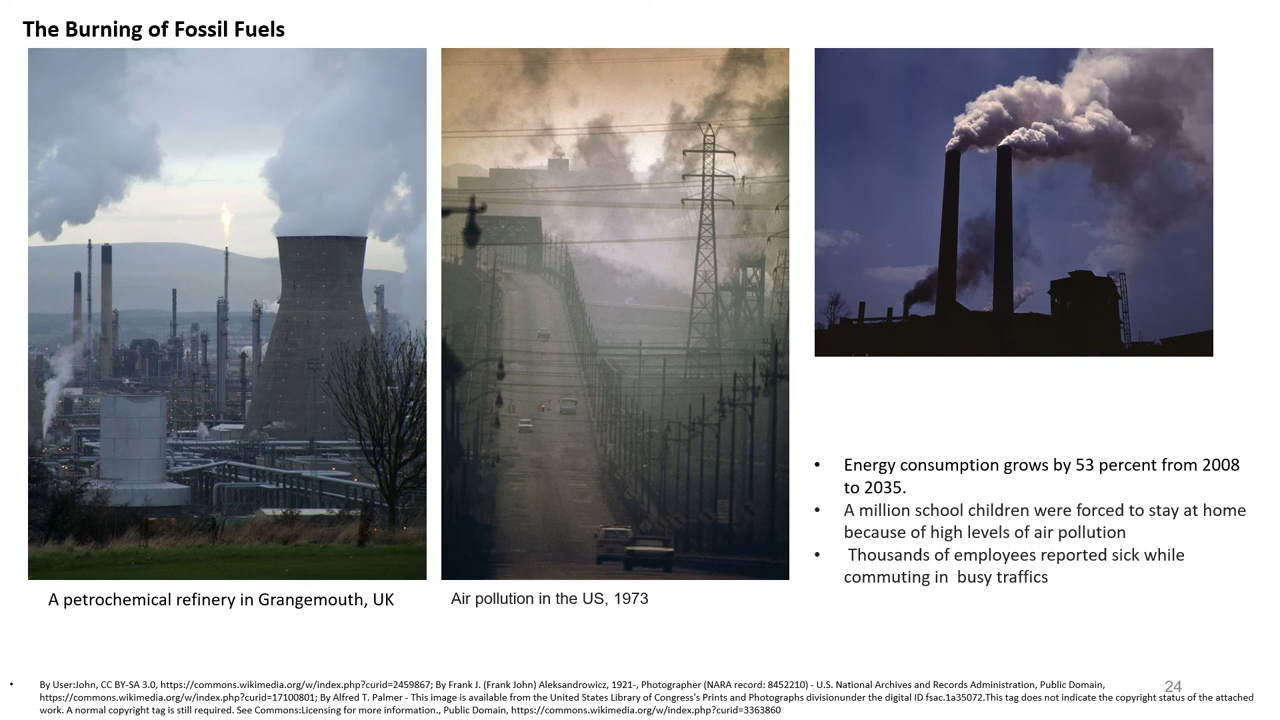 The Burning of Fossil Fuels
A petrochemical refinery in Grangemouth, UK
Air pollution in the US, 1973
• Energy consumption grows by 53 percent from 2008
to 2035.
• A million school children were forced to stay at home
because of high levels of air pollution
• Thousands of employees reported sick while
commuting in  busy traffics
• By User:John, CC BY-SA 3.0, https://commons.wikimedia.org/w/index.php?curid=2459867; By Frank J. (Frank John) Aleksandrowicz, 1921-, Photographer (NARA record: 8452210) - U.S. National Archives and Records Administration, Public Domain,
https://commons.wikimedia.org/w/index.php?curid=17100801; By Alfred T. Palmer - This image is available from the United States Library of Congress's Prints and Photographs divisionunder the digital ID fsac.1a35072.This tag does not indicate the copyright status of the attached
work. A normal copyright tag is still required. See Commons:Licensing for more information., Public Domain, https://commons.wikimedia.org/w/index.php?curid=3363860
24